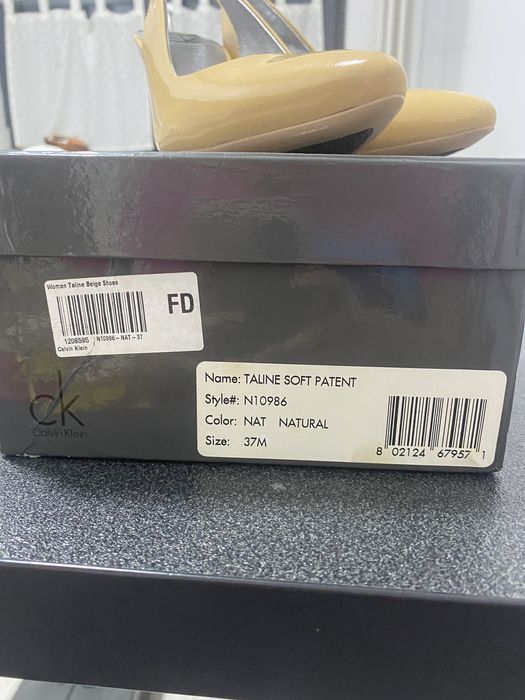 Woman Taline Beige Shoes
FD
1208595 N10986-NAT-37
Calvin Klein
ck
Calvin Klein
Name: TALINE SOFT PATENT
Style#: N10986
Color: NAT NATURAL
Size: 37M
8 02124 67957 1